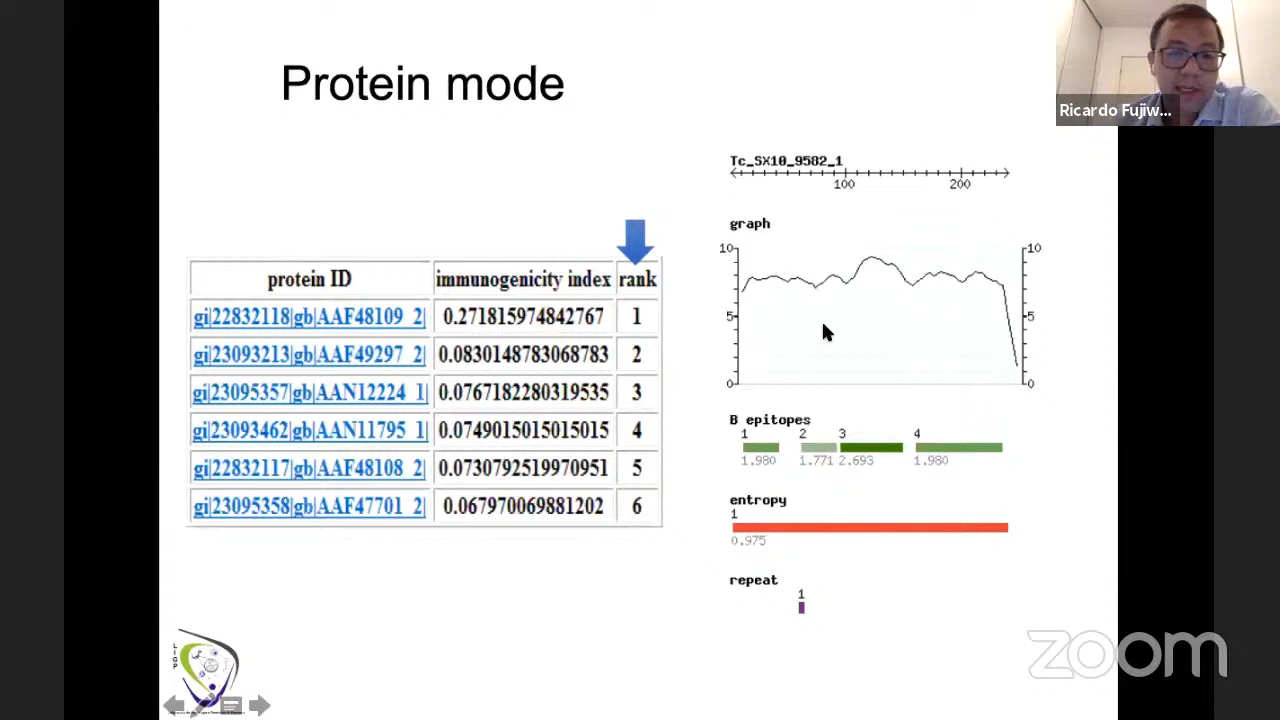 Protein mode
Ricardo Fujiw...
protein ID immunogenicity index rank
gi|22832118|gb|AAF48109_2| 0.271815974842767 1
gi|23093213|gb|AAF49297_2| 0.0830148783068783 2
gi|23095357|gb|AAN12224_1| 0.0767182280319535 3
gi|23093462|gb|AAN11795_1| 0.0749015015015015 4
gi|22832117|gb|AAF48108_2| 0.0730792519970951 5
gi|23095358|gb|AAF47701_2| 0.067970069881202 6
Tc_SX10_9582_1
100 200
graph
10 10
5 5
0 0
B epitopes
1 2 3 4
1.980 1.771 2.693 1.980
entropy
1
0.975
repeat
1
LIGP
zoom